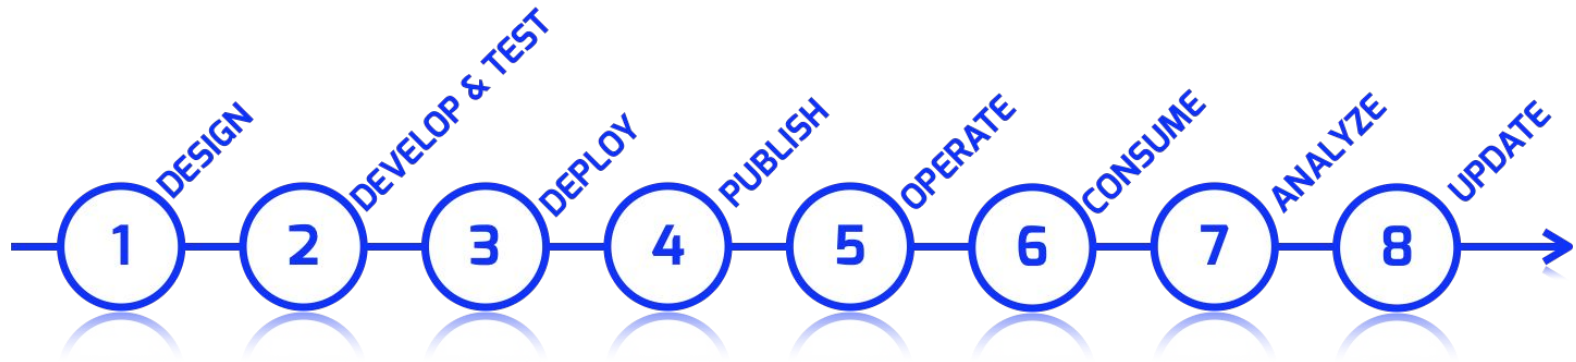 DESIGN
DEVELOP & TEST
DEPLOY
PUBLISH
OPERATE
CONSUME
ANALYZE
UPDATE
1
2
3
4
5
6
7
8